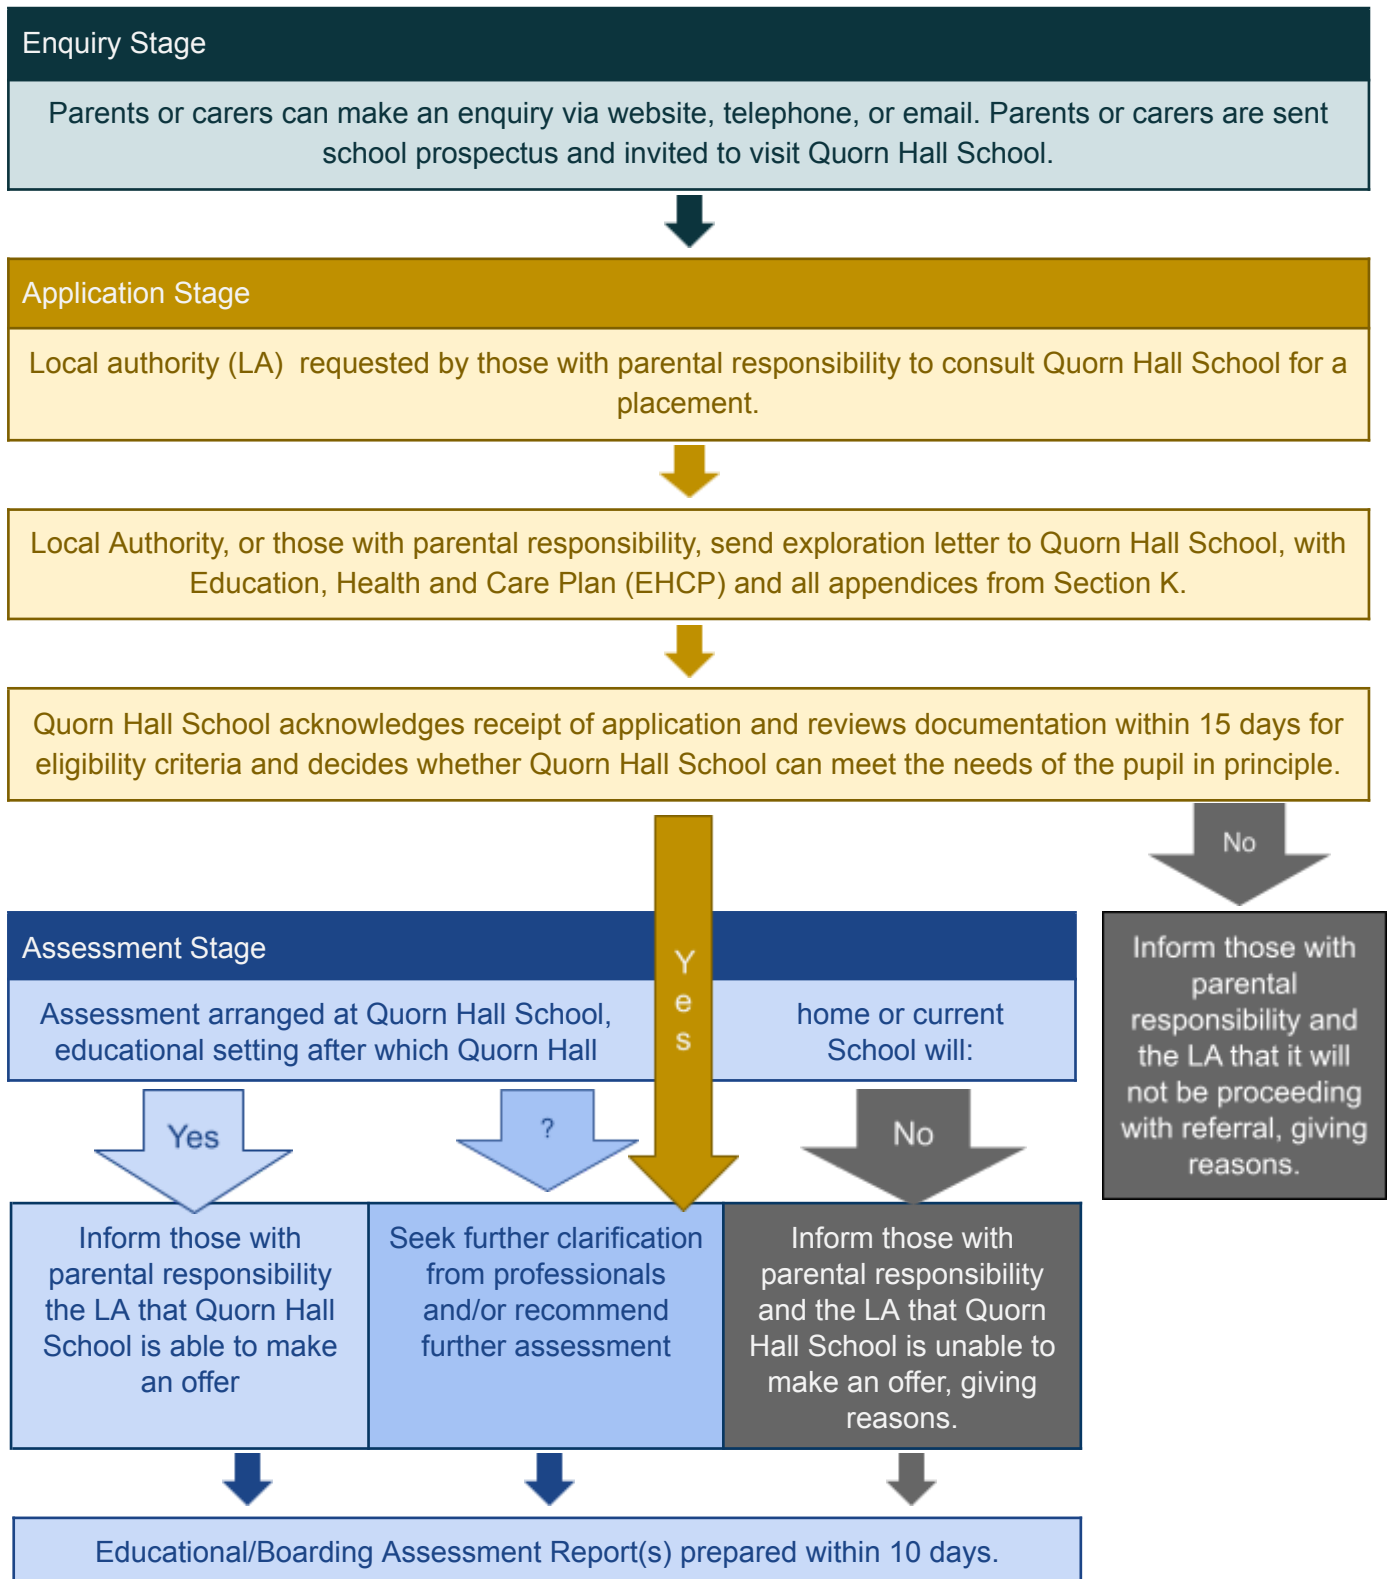 Enquiry Stage
Parents or carers can make an enquiry via website, telephone, or email. Parents or carers are sent
school prospectus and invited to visit Quorn Hall School.
Application Stage
Local authority (LA) requested by those with parental responsibility to consult Quorn Hall School for a
placement.
Local Authority, or those with parental responsibility, send exploration letter to Quorn Hall School, with
Education, Health and Care Plan (EHCP) and all appendices from Section K.
Quorn Hall School acknowledges receipt of application and reviews documentation within 15 days for
eligibility criteria and decides whether Quorn Hall School can meet the needs of the pupil in principle.
No
Inform those with
parental
responsibility and
the LA that it will
not be proceeding
with referral, giving
reasons.
Yes
Assessment Stage
Assessment arranged at Quorn Hall School, home or current
educational setting after which Quorn Hall School will:
Yes
Inform those with
parental responsibility
the LA that Quorn Hall
School is able to make
an offer
?
Seek further clarification
from professionals
and/or recommend
further assessment
No
Inform those with
parental responsibility
and the LA that Quorn
Hall School is unable to
make an offer, giving
reasons.
Educational/Boarding Assessment Report(s) prepared within 10 days.